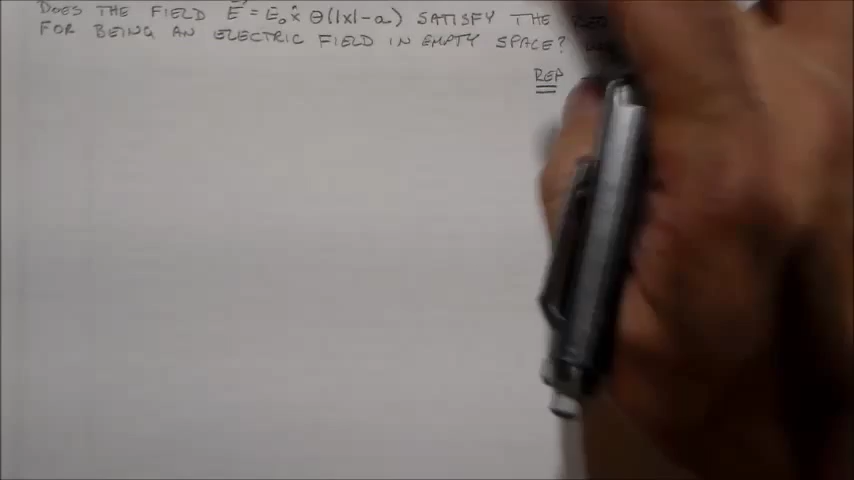 DOES THE FIELD E⃗ = E₀ x̂ Θ(|x|-a) SATISFY THE
FOR BEING AN ELECTRIC FIELD IN EMPTY SPACE?
REP